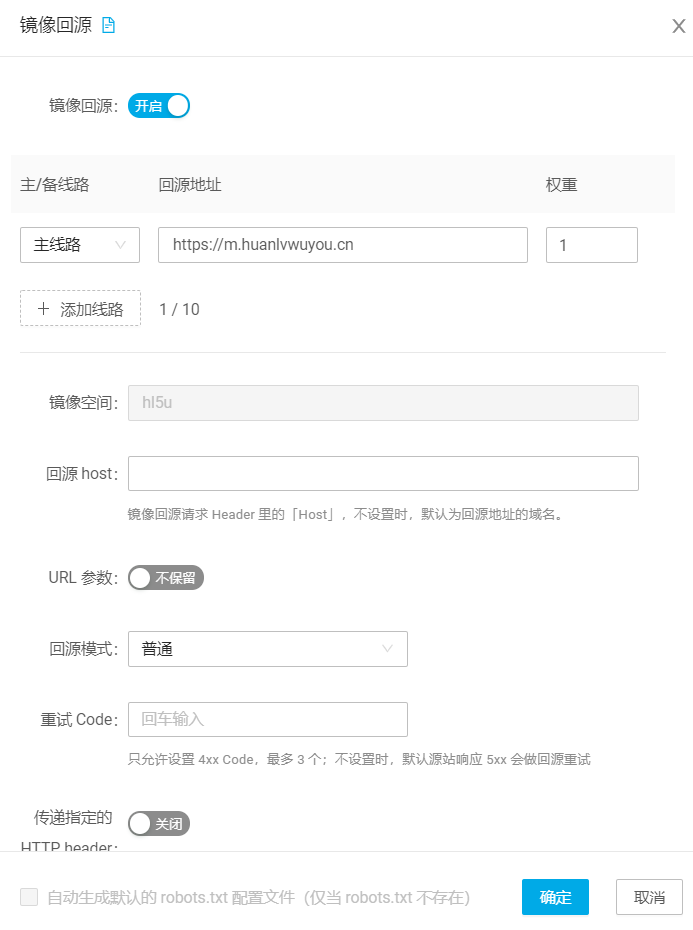 镜像回源
镜像回源： 开启
主/备线路 回源地址 权重
主线路 https://m.huanlvwuyou.cn 1
+ 添加线路 1 / 10
镜像空间： hl5u
回源 host：
镜像回源请求 Header 里的「Host」，不设置时，默认为回源地址的域名。
URL 参数： 不保留
回源模式： 普通
重试 Code： 回车输入
只允许设置 4xx Code，最多 3 个；不设置时，默认源站响应 5xx 会做回源重试
传递指定的 关闭
HTTP header：
自动生成默认的 robots.txt 配置文件（仅当 robots.txt 不存在） 确定 取消